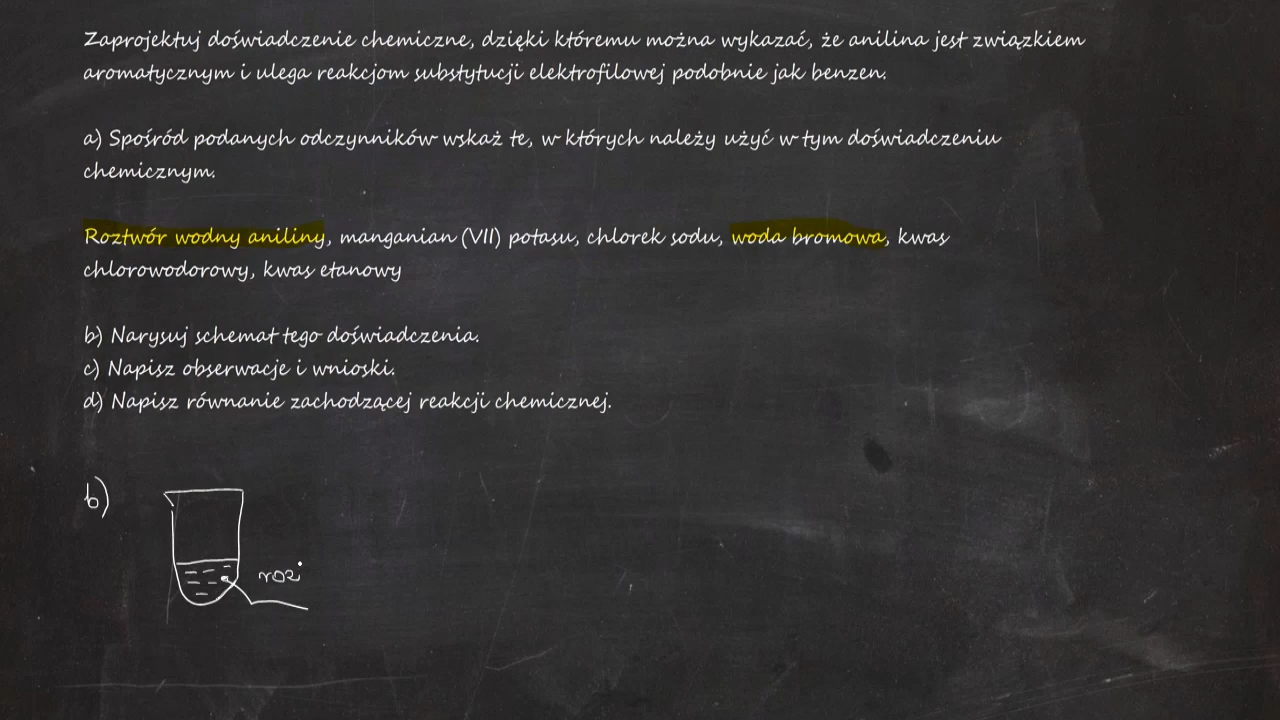 Zaprojektuj doświadczenie chemiczne, dzięki któremu można wykazać, że anilina jest związkiem
aromatycznym i ulega reakcjom substytucji elektrofilowej podobnie jak benzen.
a) Spośród podanych odczynników wskaż te, w których należy użyć w tym doświadczeniu
chemicznym.
Roztwór wodny aniliny, manganian (VII) potasu, chlorek sodu, woda bromowa, kwas
chlorowodorowy, kwas etanowy
b) Narysuj schemat tego doświadczenia.
c) Napisz obserwacje i wnioski.
d) Napisz równanie zachodzącej reakcji chemicznej.
b)
roz